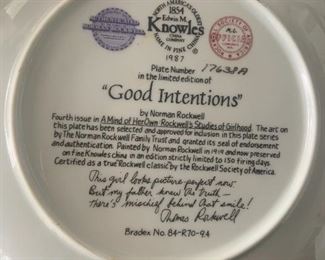 NORTH AMERICA'S OLDEST
1854
Edwin M.
Knowles
CHINA
COMPANY
MAKERS IN FINE CHINA
1987
Plate Number 17638A
in the limited edition of
"Good Intentions"
by Norman Rockwell
Fourth issue in A Mind of Her Own Rockwell's Studies of Girlhood. The art on
this plate has been selected and approved for inclusion in this plate series
by The Norman Rockwell Family Trust and granted its seal of endorsement
and authentication. Painted by Norman Rockwell in 1919 and now preserved
on fine Knowles china in an edition strictly limited to 150 firing days.
Certified as a true Rockwell classic by the Rockwell Society of America.
This girl looks picture-perfect now
But my father knew the truth —
there's mischief behind that smile!
Thomas Rockwell
Bradex No. 84-R70-9.4